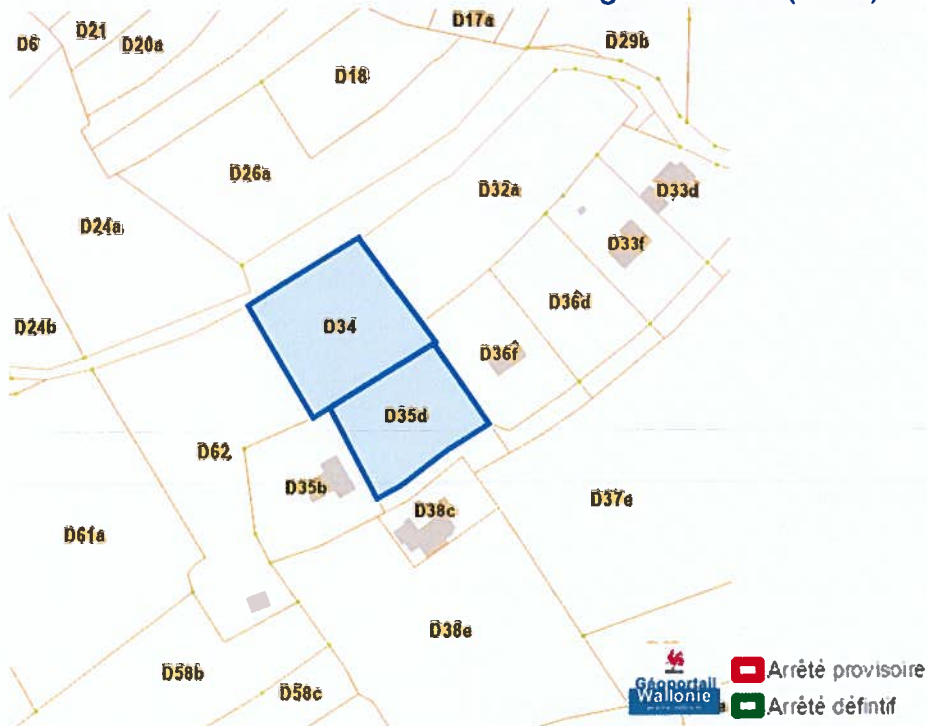 D17a
D21
D6
D20a
D29b
D18
D26a
D32a
D33d
D24a
D33f
D36d
D24b
D34
D36f
D35d
D62
D35b
D37e
D38c
D61a
D38e
D58b
D58c
Géoportail
Wallonie
Arrêté provisoire
Arrêté défintif